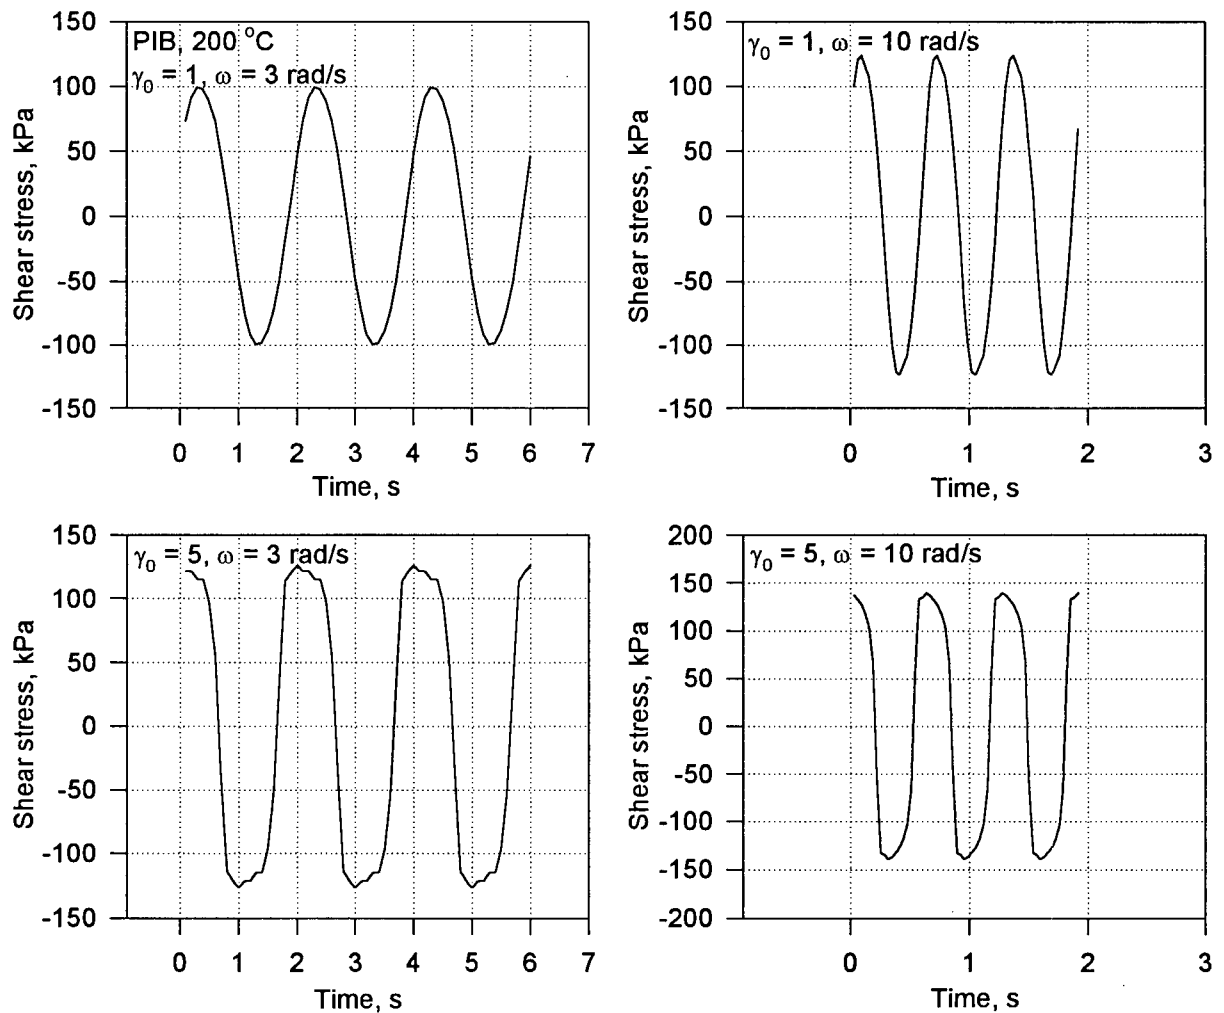 PIB, 200 °C
γ₀ = 1, ω = 3 rad/s
150
100
50
0
-50
-100
-150
Shear stress, kPa
0 1 2 3 4 5 6 7
Time, s
γ₀ = 1, ω = 10 rad/s
150
100
50
0
-50
-100
-150
Shear stress, kPa
0 1 2 3
Time, s
γ₀ = 5, ω = 3 rad/s
150
100
50
0
-50
-100
-150
Shear stress, kPa
0 1 2 3 4 5 6 7
Time, s
γ₀ = 5, ω = 10 rad/s
200
150
100
50
0
-50
-100
-150
-200
Shear stress, kPa
0 1 2 3
Time, s